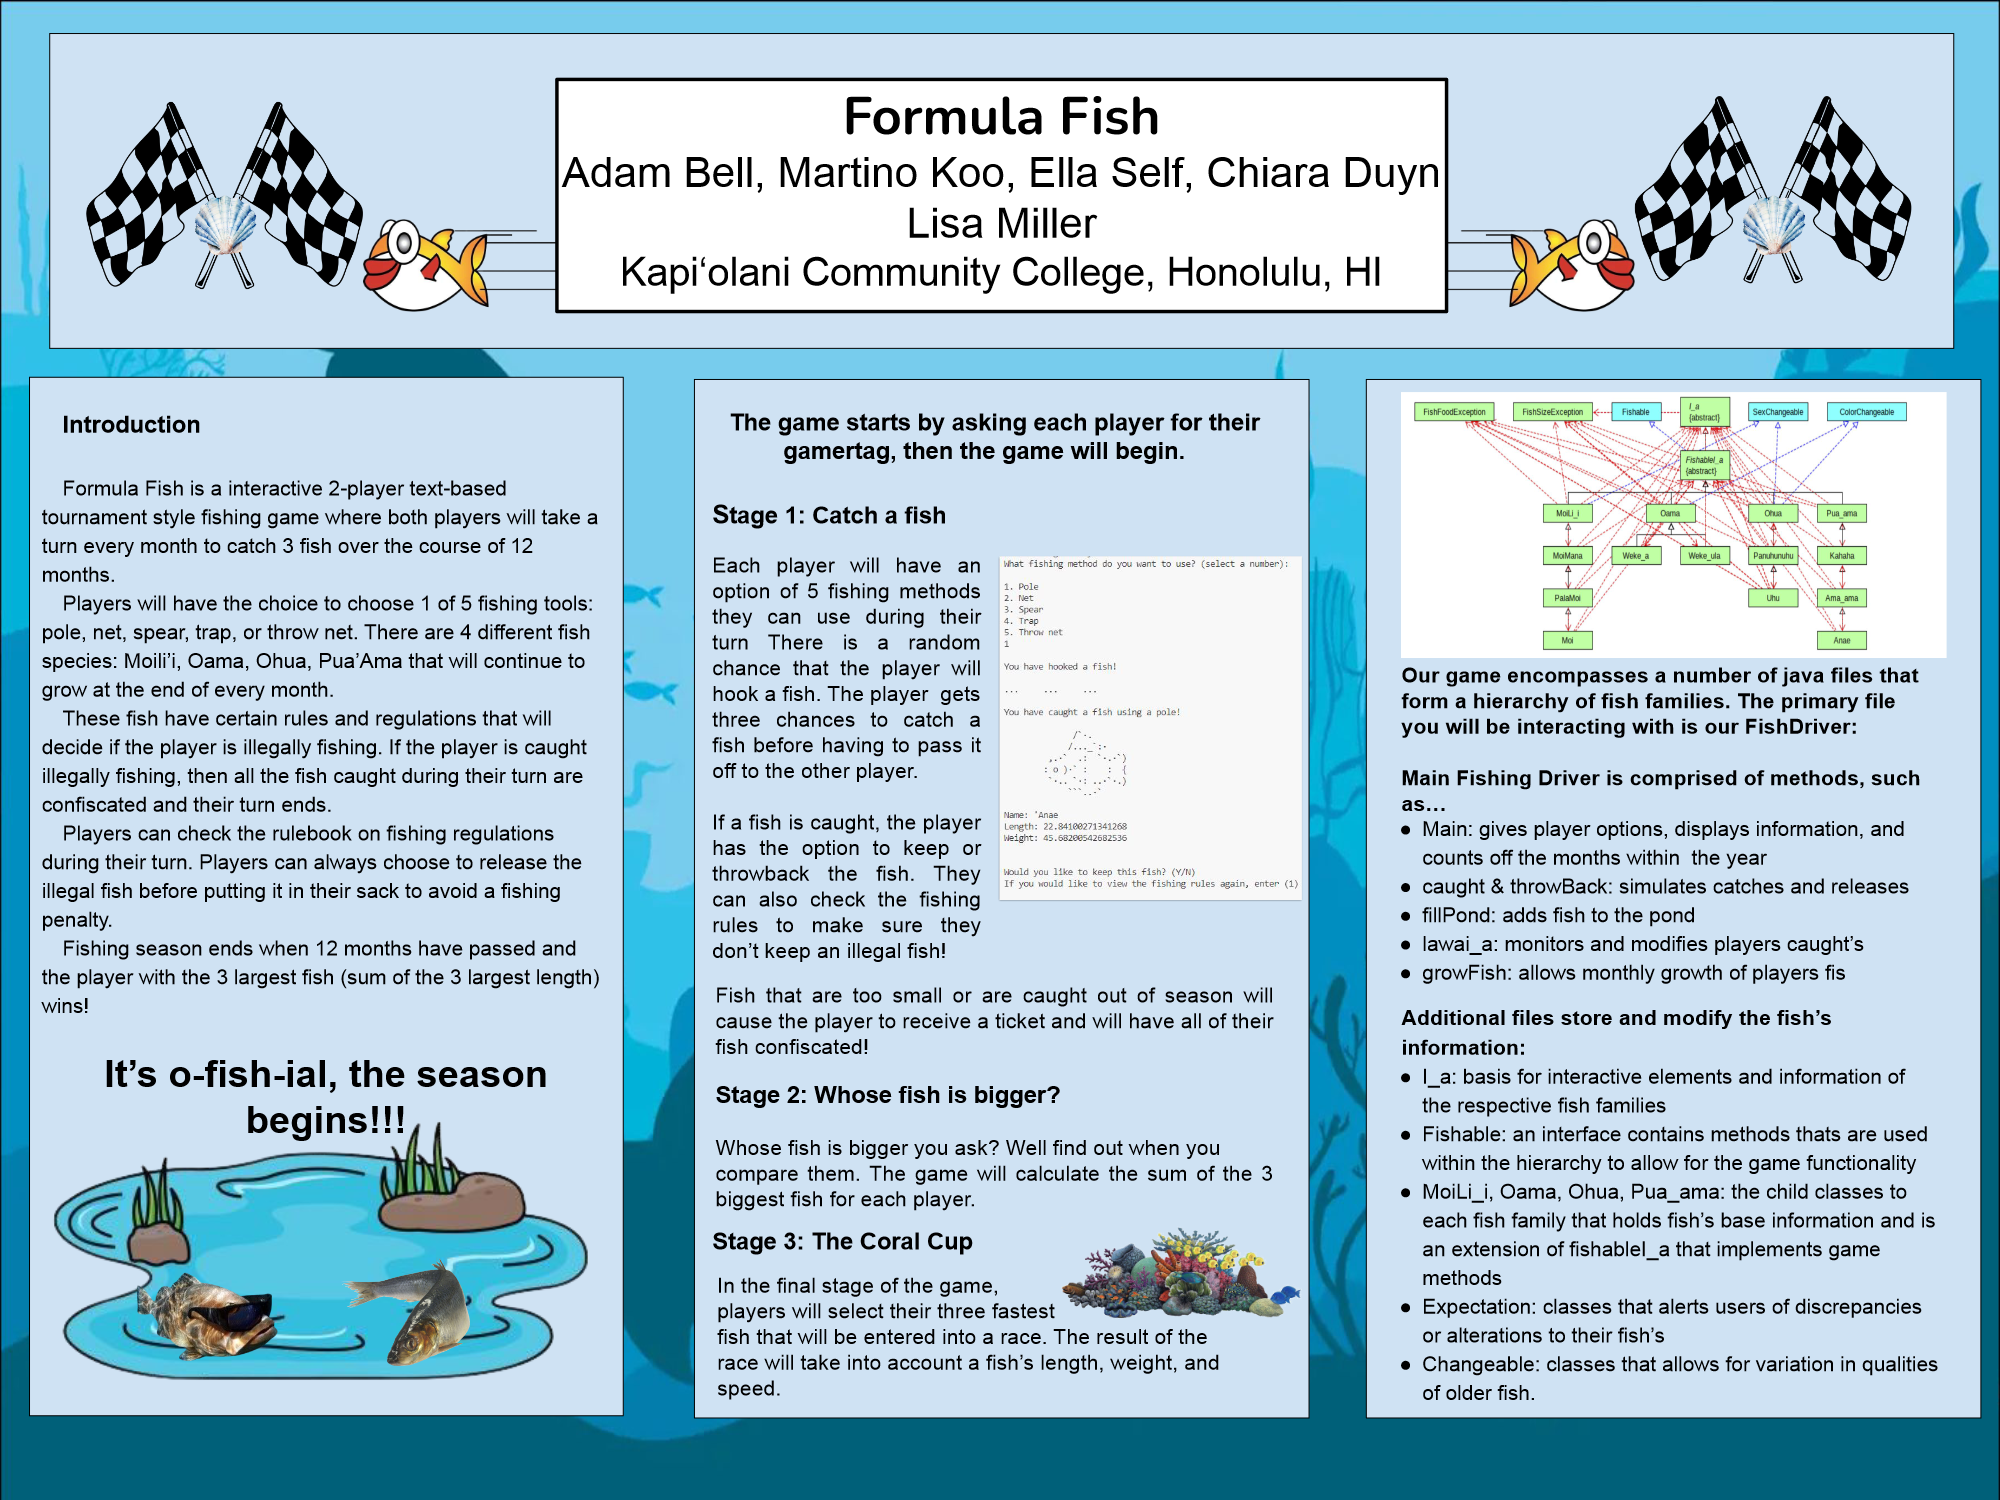 Formula Fish
Adam Bell, Martino Koo, Ella Self, Chiara Duyn
Lisa Miller
Kapiʻolani Community College, Honolulu, HI
Introduction
Formula Fish is a interactive 2-player text-based
tournament style fishing game where both players will take a
turn every month to catch 3 fish over the course of 12
months.
Players will have the choice to choose 1 of 5 fishing tools:
pole, net, spear, trap, or throw net. There are 4 different fish
species: Moili’i, Oama, Ohua, Pua’Ama that will continue to
grow at the end of every month.
These fish have certain rules and regulations that will
decide if the player is illegally fishing. If the player is caught
illegally fishing, then all the fish caught during their turn are
confiscated and their turn ends.
Players can check the rulebook on fishing regulations
during their turn. Players can always choose to release the
illegal fish before putting it in their sack to avoid a fishing
penalty.
Fishing season ends when 12 months have passed and
the player with the 3 largest fish (sum of the 3 largest length)
wins!
It’s o-fish-ial, the season
begins!!!
The game starts by asking each player for their
gamertag, then the game will begin.
Stage 1: Catch a fish
Each player will have an
option of 5 fishing methods
they can use during their
turn There is a random
chance that the player will
hook a fish. The player gets
three chances to catch a
fish before having to pass it
off to the other player.
If a fish is caught, the player
has the option to keep or
throwback the fish. They
can also check the fishing
rules to make sure they
don’t keep an illegal fish!
What fishing method do you want to use? (select a number):
1. Pole
2. Net
3. Spear
4. Trap
5. Throw net
1
You have hooked a fish!
... ... ...
You have caught a fish using a pole!
Name: 'Anae
Length: 22.84100271341268
Weight: 45.68200542682536
Would you like to keep this fish? (Y/N)
If you would like to view the fishing rules again, enter (1)
Fish that are too small or are caught out of season will
cause the player to receive a ticket and will have all of their
fish confiscated!
Stage 2: Whose fish is bigger?
Whose fish is bigger you ask? Well find out when you
compare them. The game will calculate the sum of the 3
biggest fish for each player.
Stage 3: The Coral Cup
In the final stage of the game,
players will select their three fastest
fish that will be entered into a race. The result of the
race will take into account a fish’s length, weight, and
speed.
FishFoodException FishSizeException Fishable I_a {abstract} SexChangeable ColorChangeable
FishableI_a {abstract}
MoiLi_i Oama Ohua Pua_ama
MoiMana Weke_a Weke_ula Panuhunuhu Kahaha
PalaMoi Uhu Ama_ama
Moi Anae
Our game encompasses a number of java files that
form a hierarchy of fish families. The primary file
you will be interacting with is our FishDriver:
Main Fishing Driver is comprised of methods, such
as…
● Main: gives player options, displays information, and
counts off the months within the year
● caught & throwBack: simulates catches and releases
● fillPond: adds fish to the pond
● lawai_a: monitors and modifies players caught’s
● growFish: allows monthly growth of players fis
Additional files store and modify the fish’s
information:
● I_a: basis for interactive elements and information of
the respective fish families
● Fishable: an interface contains methods thats are used
within the hierarchy to allow for the game functionality
● MoiLi_i, Oama, Ohua, Pua_ama: the child classes to
each fish family that holds fish’s base information and is
an extension of fishableI_a that implements game
methods
● Expectation: classes that alerts users of discrepancies
or alterations to their fish’s
● Changeable: classes that allows for variation in qualities
of older fish.